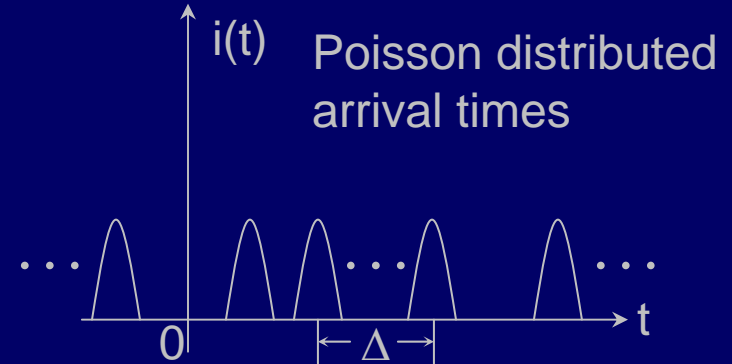 i(t)
Poisson distributed
arrival times
• • •
• • •
• • •
t
0
Δ